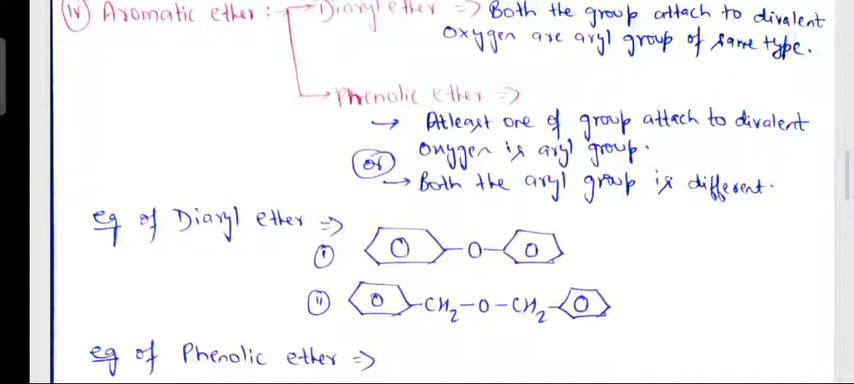 (iv) Aromatic ether :→ Diaryl ether => Both the group attach to divalent
oxygen are aryl group of same type.
→ Phenolic ether =>
→ Atleast one of group attach to divalent
oxygen is aryl group.
(or)
→ Both the aryl group is different.
eg of Diaryl ether =>
(i) -O-
(ii) -CH2-O-CH2-
eg of Phenolic ether =>